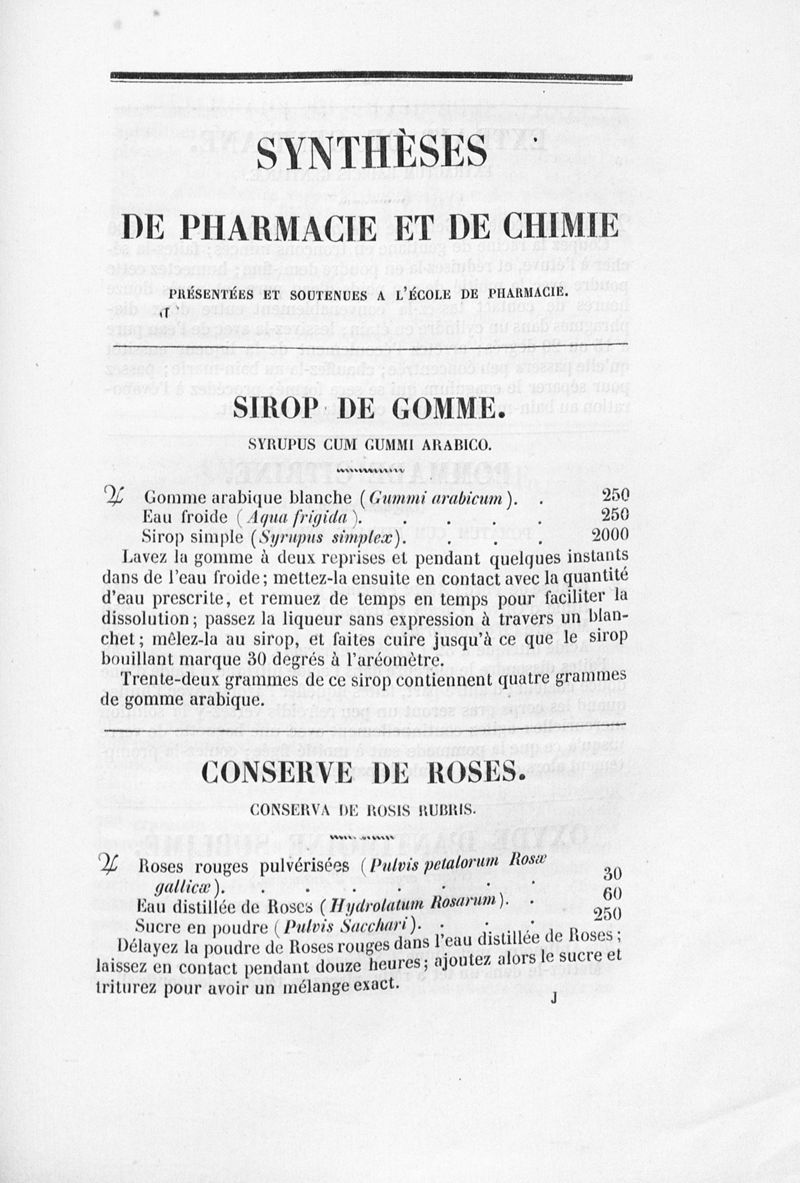 SYNTHÈSES
DE PHARMACIE ET DE CHIMIE
PRÉSENTÉES ET SOUTENUES A L'ÉCOLE DE PHARMACIE.
SIROP DE GOMME.
SYRUPUS CUM GUMMI ARABICO.
♃ Gomme arabique blanche (Gummi arabicum). . 250
Eau froide (Aqua frigida). . . . . 250
Sirop simple (Syrupus simplex). . . . 2000
Lavez la gomme à deux reprises et pendant quelques instants
dans de l'eau froide; mettez-la ensuite en contact avec la quantité
d'eau prescrite, et remuez de temps en temps pour faciliter la
dissolution; passez la liqueur sans expression à travers un blan-
chet; mêlez-la au sirop, et faites cuire jusqu'à ce que le sirop
bouillant marque 30 degrés à l'aréomètre.
Trente-deux grammes de ce sirop contiennent quatre grammes
de gomme arabique.
CONSERVE DE ROSES.
CONSERVA DE ROSIS RUBRIS.
♃ Roses rouges pulvérisées (Pulvis petalorum Rosæ
gallicæ). . . . . . . . 30
Eau distillée de Roses (Hydrolatum Rosarum). . 60
Sucre en poudre (Pulvis Sacchari). . . . 250
Délayez la poudre de Roses rouges dans l'eau distillée de Roses;
laissez en contact pendant douze heures; ajoutez alors le sucre et
triturez pour avoir un mélange exact.
J